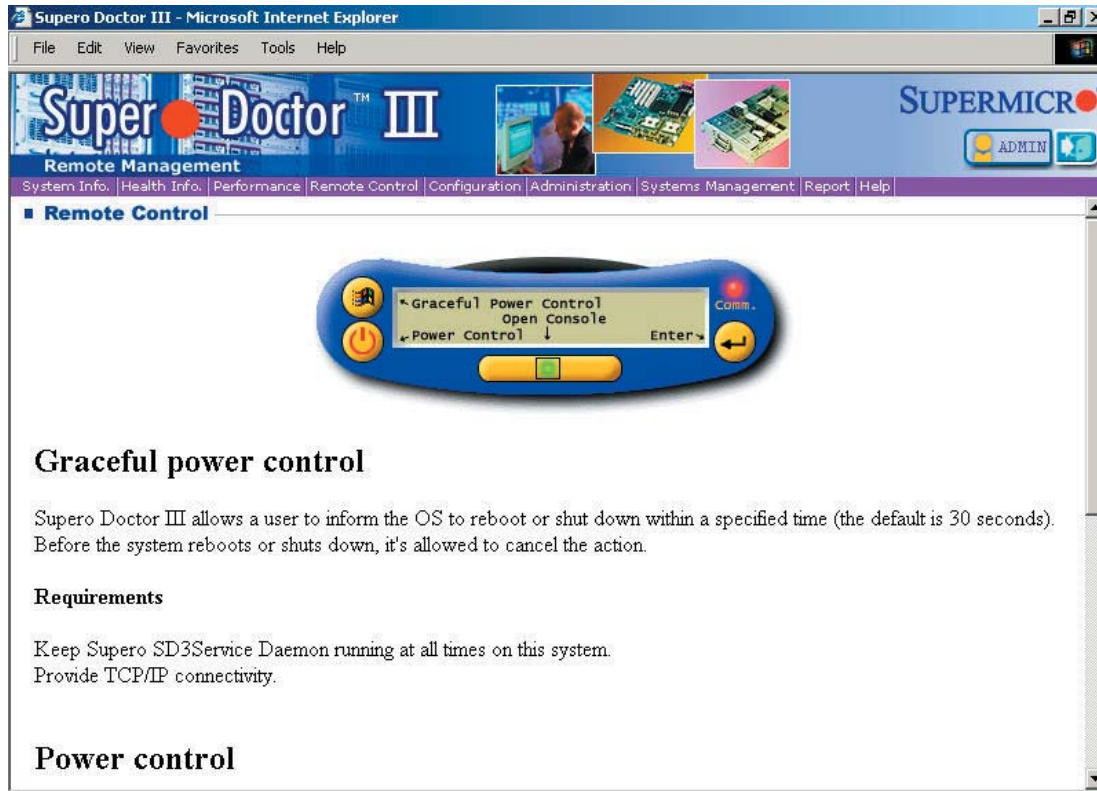 Supero Doctor III - Microsoft Internet Explorer
File Edit View Favorites Tools Help
Super Doctor™ III
SUPERMICR
Remote Management
ADMIN
System Info. Health Info. Performance Remote Control Configuration Administration Systems Management Report Help
Remote Control
Graceful Power Control
Open Console
Power Control ↓ Enter
Comm.
Graceful power control
Supero Doctor III allows a user to inform the OS to reboot or shut down within a specified time (the default is 30 seconds).
Before the system reboots or shuts down, it's allowed to cancel the action.
Requirements
Keep Supero SD3Service Daemon running at all times on this system.
Provide TCP/IP connectivity.
Power control